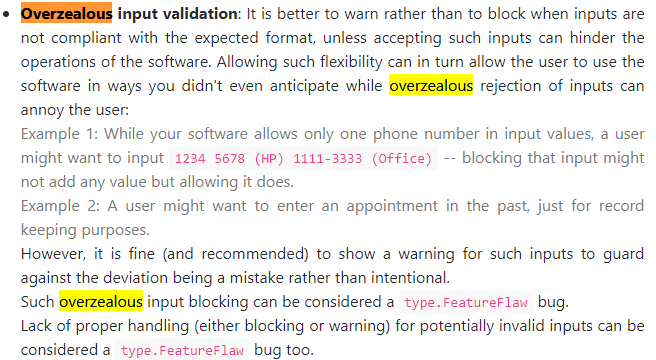 • Overzealous input validation: It is better to warn rather than to block when inputs are
not compliant with the expected format, unless accepting such inputs can hinder the
operations of the software. Allowing such flexibility can in turn allow the user to use the
software in ways you didn't even anticipate while overzealous rejection of inputs can
annoy the user:
Example 1: While your software allows only one phone number in input values, a user
might want to input 1234 5678 (HP) 1111-3333 (Office) -- blocking that input might
not add any value but allowing it does.
Example 2: A user might want to enter an appointment in the past, just for record
keeping purposes.
However, it is fine (and recommended) to show a warning for such inputs to guard
against the deviation being a mistake rather than intentional.
Such overzealous input blocking can be considered a type.FeatureFlaw bug.
Lack of proper handling (either blocking or warning) for potentially invalid inputs can be
considered a type.FeatureFlaw bug too.